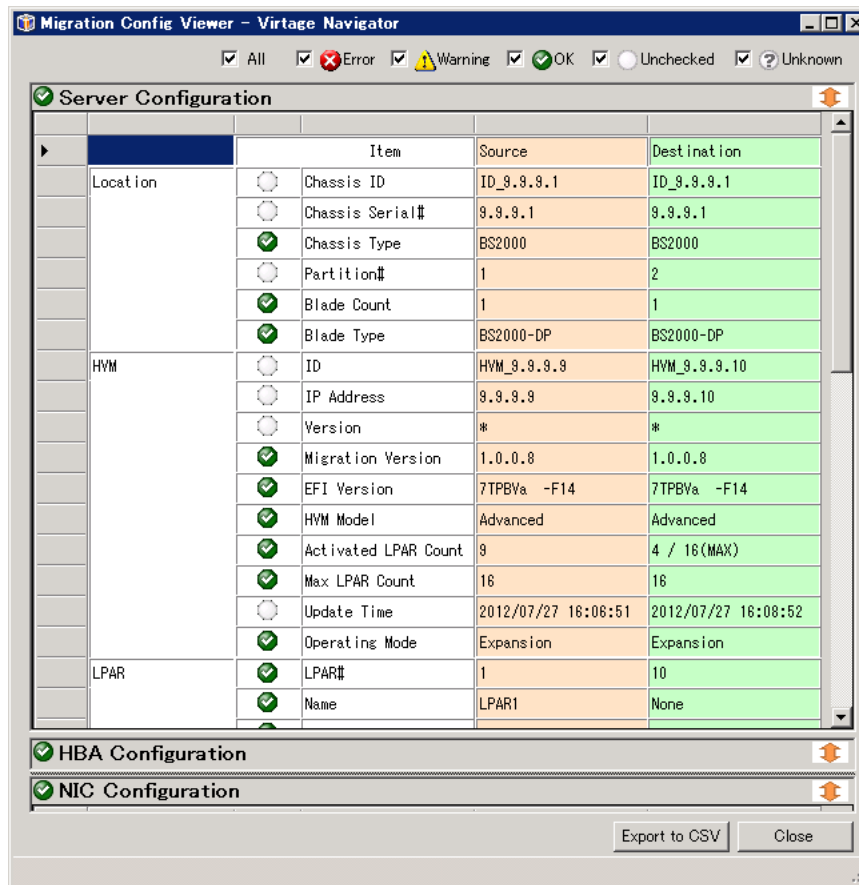 Migration Config Viewer - Virtage Navigator
All Error Warning OK Unchecked Unknown
Server Configuration
Item Source Destination
Location Chassis ID ID_9.9.9.1 ID_9.9.9.1
Chassis Serial# 9.9.9.1 9.9.9.1
Chassis Type BS2000 BS2000
Partition# 1 2
Blade Count 1 1
Blade Type BS2000-DP BS2000-DP
HVM ID HVM_9.9.9.9 HVM_9.9.9.10
IP Address 9.9.9.9 9.9.9.10
Version * *
Migration Version 1.0.0.8 1.0.0.8
EFI Version 7TPBVa -F14 7TPBVa -F14
HVM Model Advanced Advanced
Activated LPAR Count 9 4 / 16(MAX)
Max LPAR Count 16 16
Update Time 2012/07/27 16:06:51 2012/07/27 16:08:52
Operating Mode Expansion Expansion
LPAR LPAR# 1 10
Name LPAR1 None
HBA Configuration
NIC Configuration
Export to CSV Close